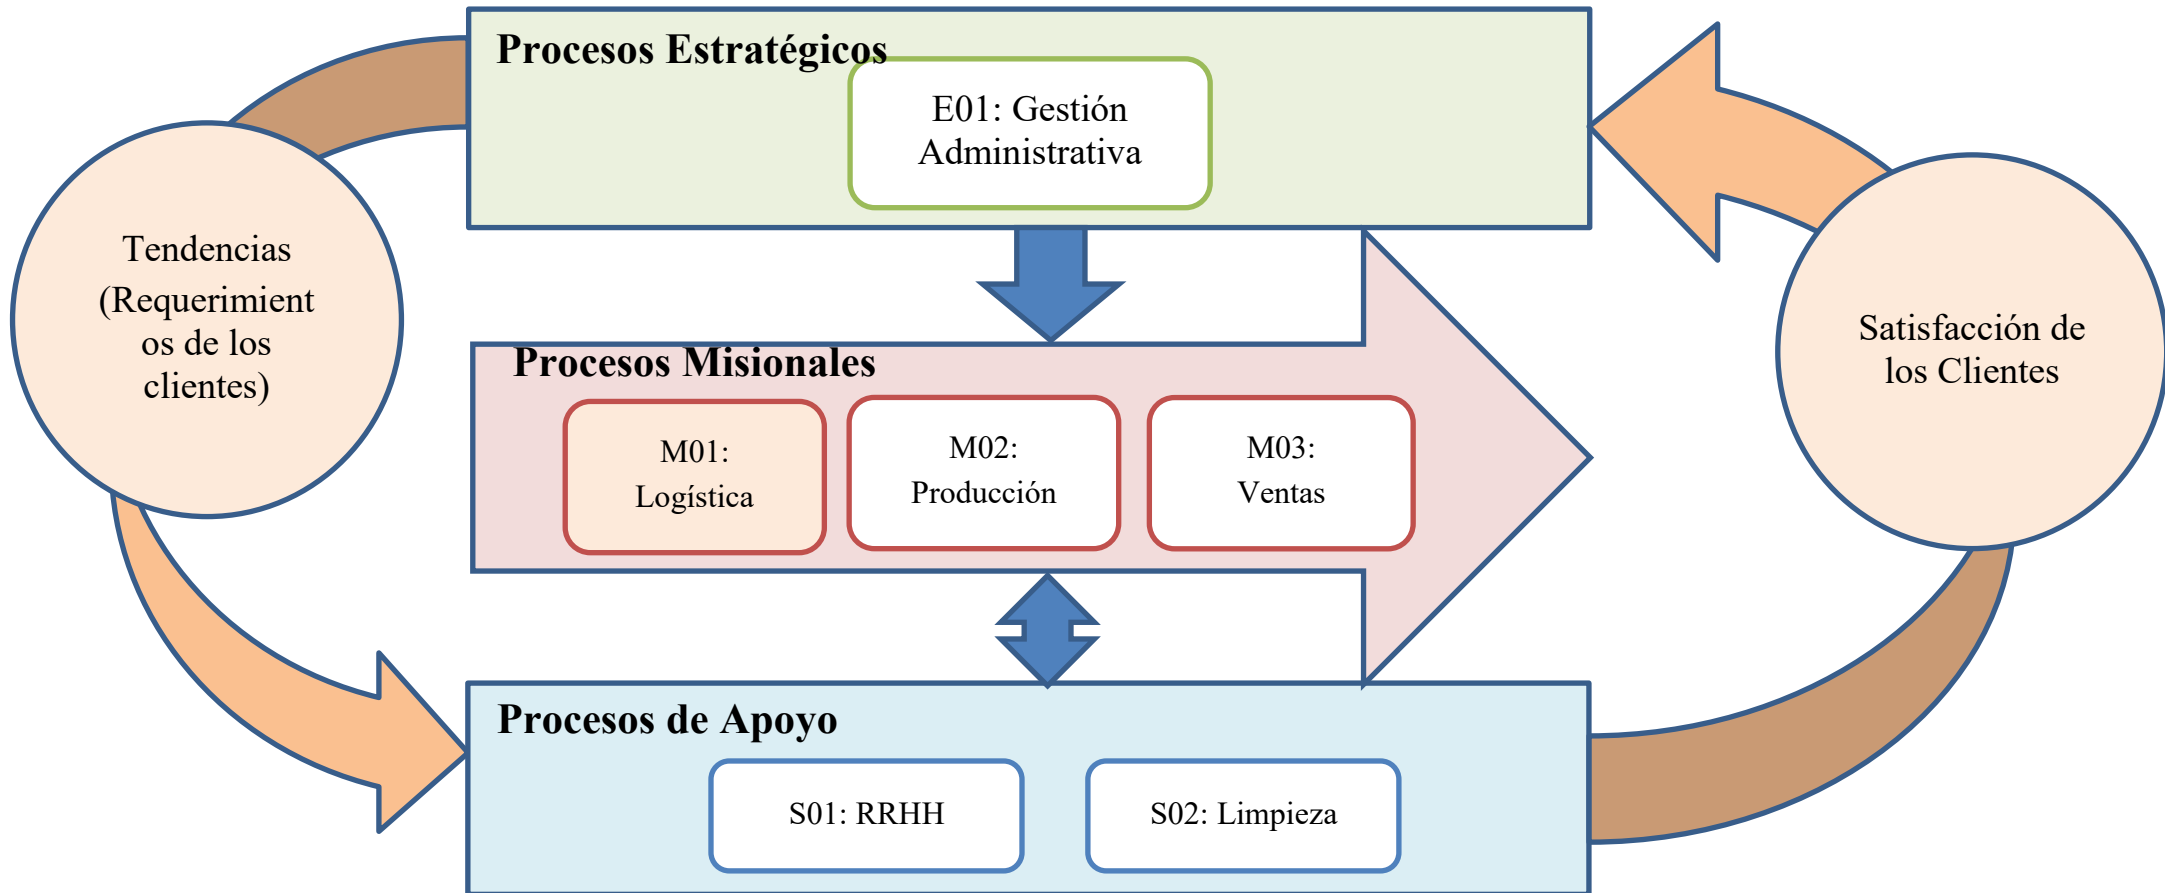 Procesos Estratégicos
E01: Gestión
Administrativa
Tendencias
(Requerimient
os de los
clientes)
Satisfacción de
los Clientes
Procesos Misionales
M01:
Logística
M02:
Producción
M03:
Ventas
Procesos de Apoyo
S01: RRHH
S02: Limpieza